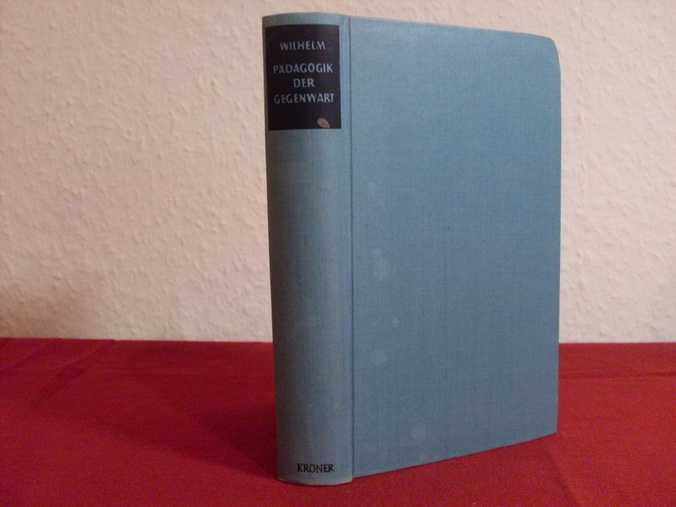 WILHELM
PÄDAGOGIK
DER
GEGENWART
KRÖNER